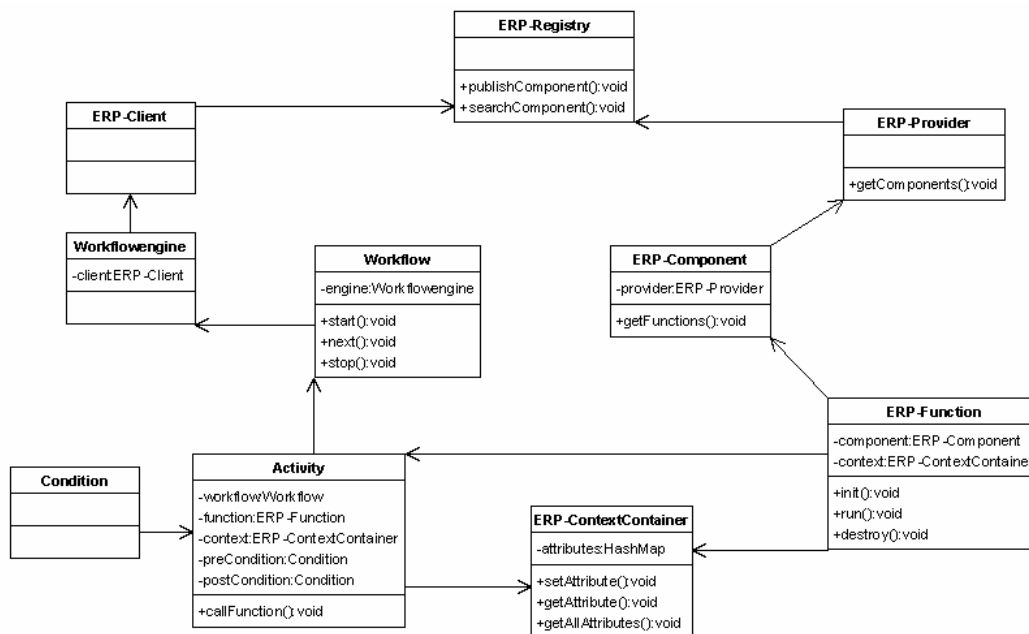 ERP-Registry
+publishComponent():void
+searchComponent():void
ERP-Client
ERP-Provider
+getComponents():void
Workflowengine
-client:ERP-Client
Workflow
-engine:Workflowengine
+start():void
+next():void
+stop():void
ERP-Component
-provider:ERP-Provider
+getFunctions():void
ERP-Function
-component:ERP-Component
-context:ERP-ContextContaine
+init():void
+run():void
+destroy():void
Condition
Activity
-workflow:Workflow
-function:ERP-Function
-context:ERP-ContextContainer
-preCondition:Condition
-postCondition:Condition
+callFunction():void
ERP-ContextContainer
-attributes:HashMap
+setAttribute():void
+getAttribute():void
+getAllAttributes():void